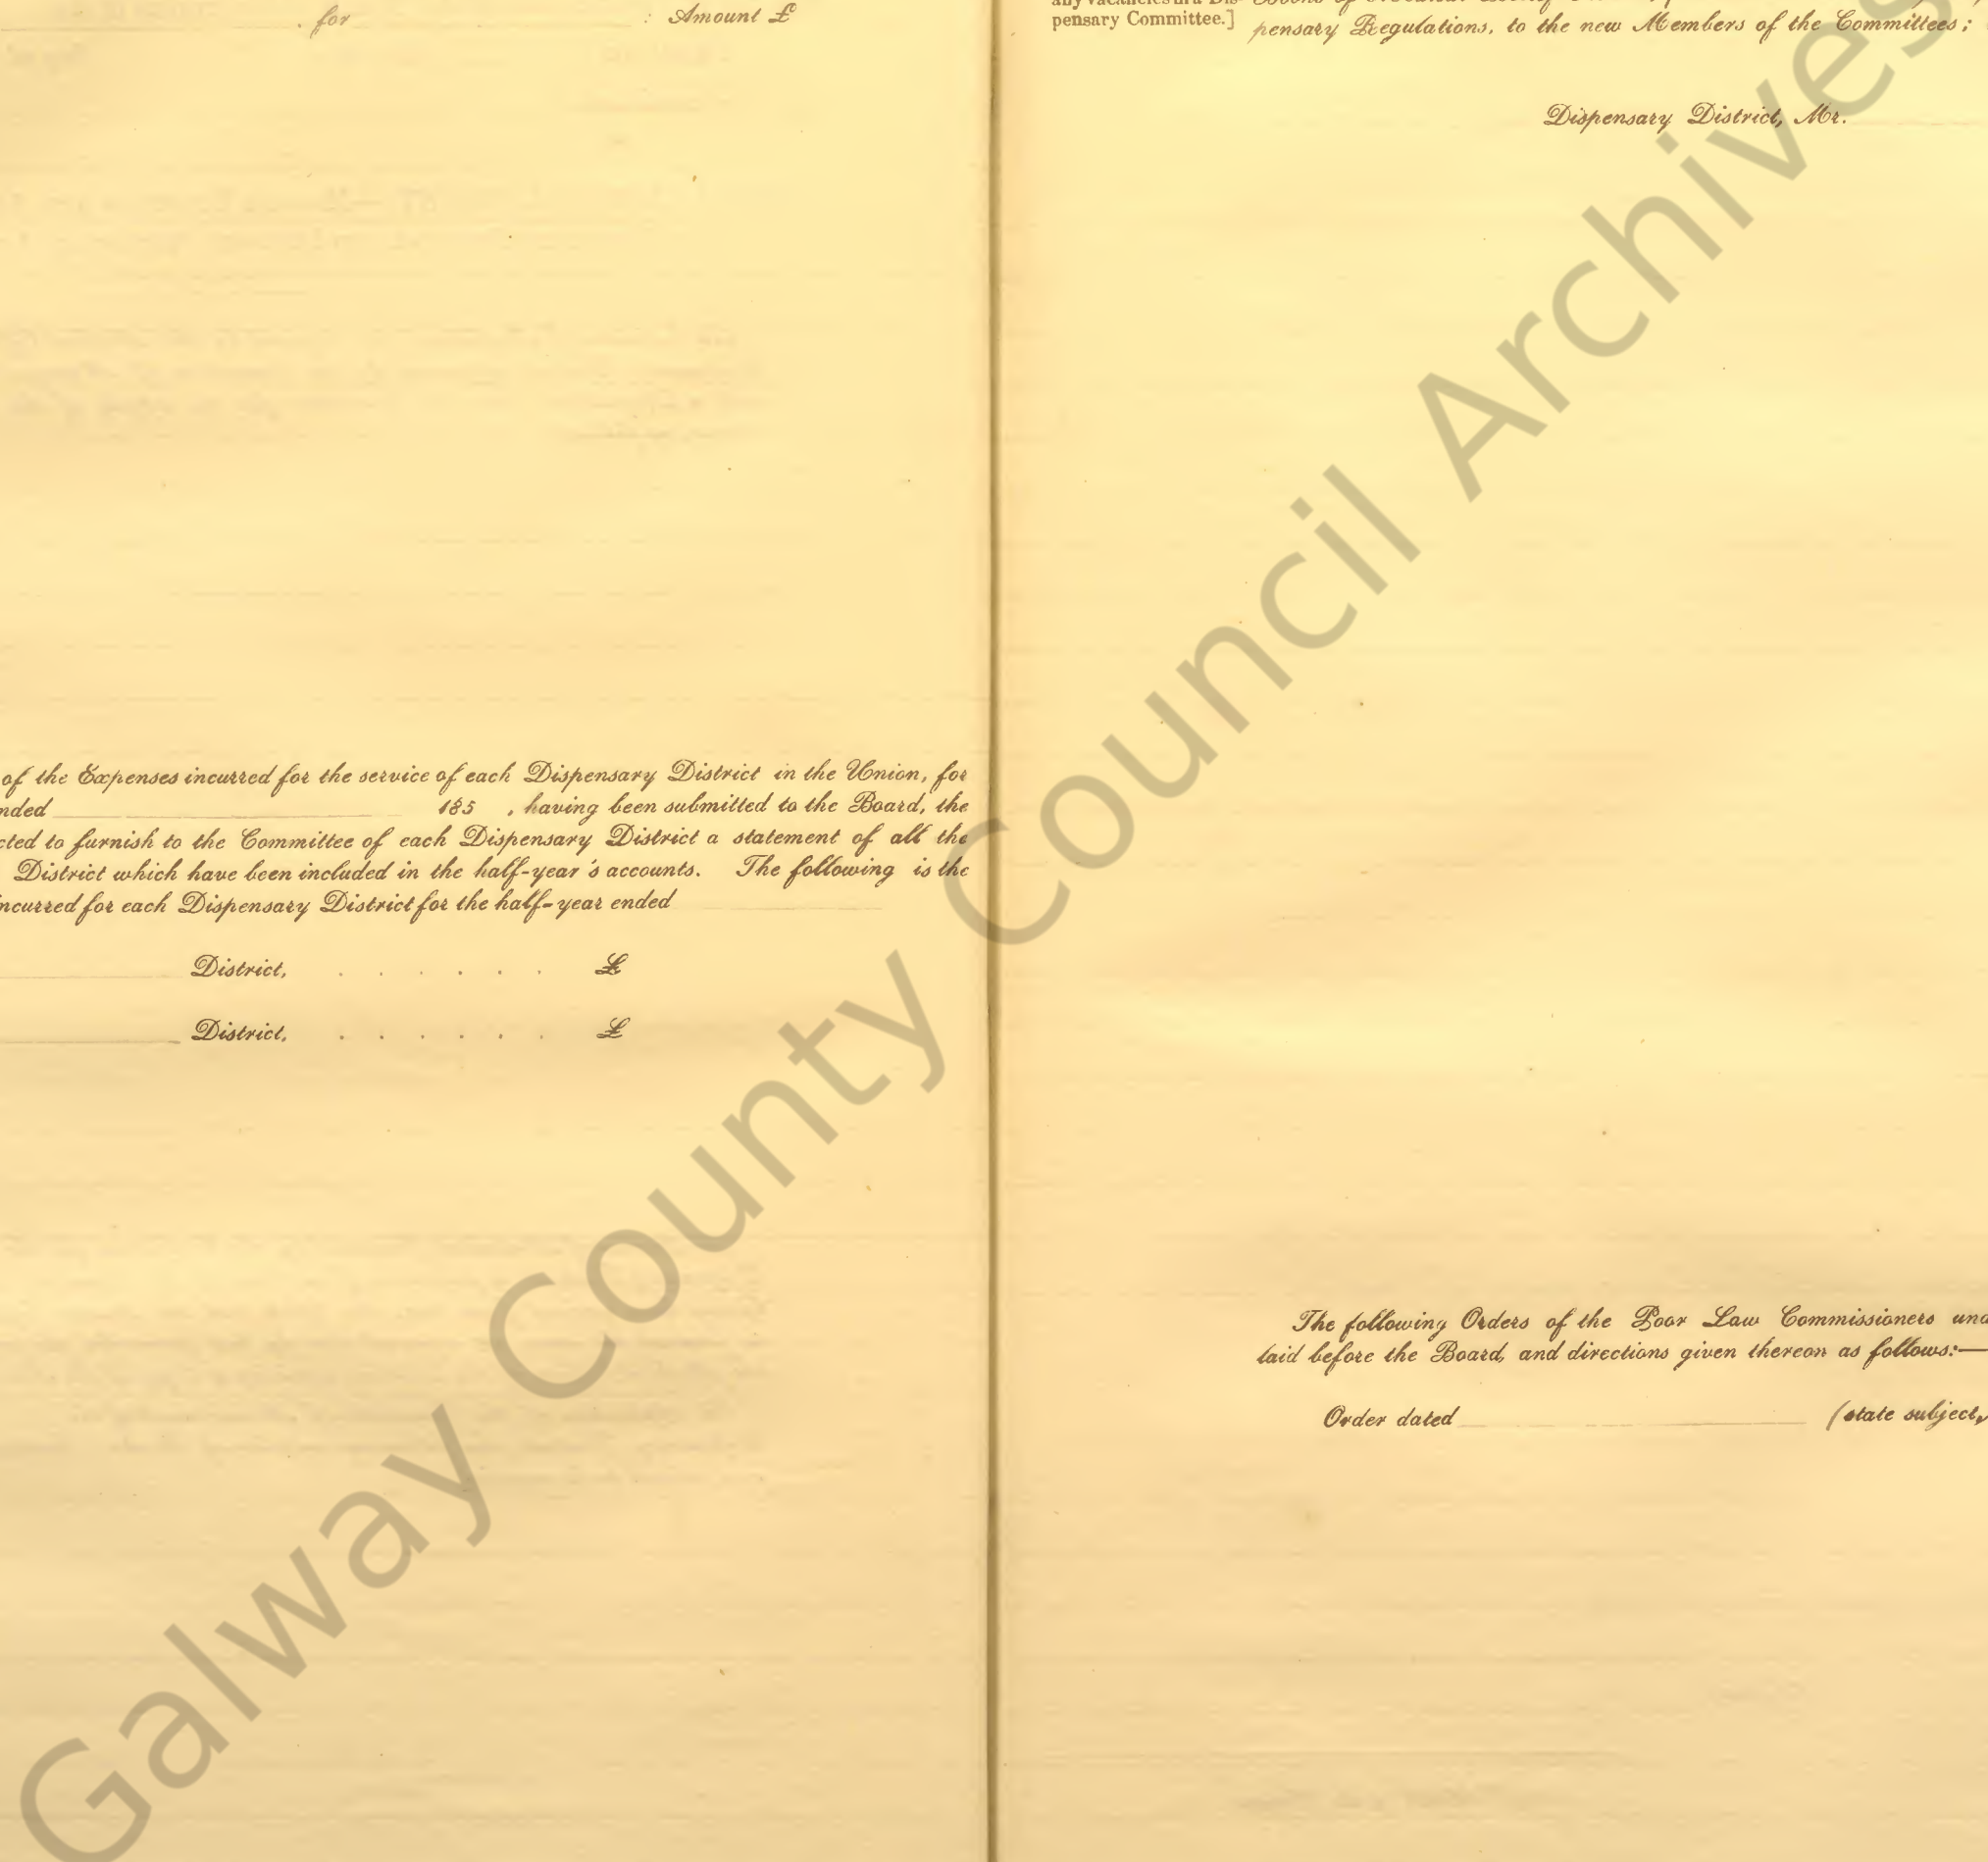 for : Amount £
of the Expenses incurred for the service of each Dispensary District in the Union, for
nded 185 , having been submitted to the Board, the
cted to furnish to the Committee of each Dispensary District a statement of all the
District which have been included in the half-year's accounts. The following is the
ncurred for each Dispensary District for the half-year ended
District, . . . . . . £
District, . . . . . . £
any vacancies in a Dis-
pensary Committee.]
pensary Regulations, to the new Members of the Committees;
Dispensary District, Mr.
The following Orders of the Poor Law Commissioners und
laid before the Board, and directions given thereon as follows:—
Order dated (state subject,
Galway County Council Archives